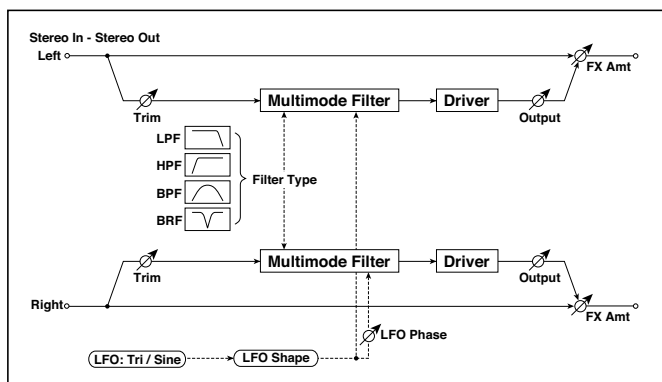 Stereo In - Stereo Out
Left
FX Amt
Trim
Multimode Filter
Driver
Output
LPF
HPF
BPF
BRF
Filter Type
Trim
Multimode Filter
Driver
Output
Right
FX Amt
LFO Phase
LFO: Tri / Sine
LFO Shape